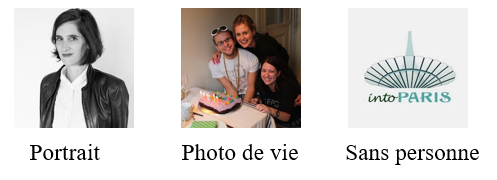 intoPARIS
Portrait
Photo de vie
Sans personne